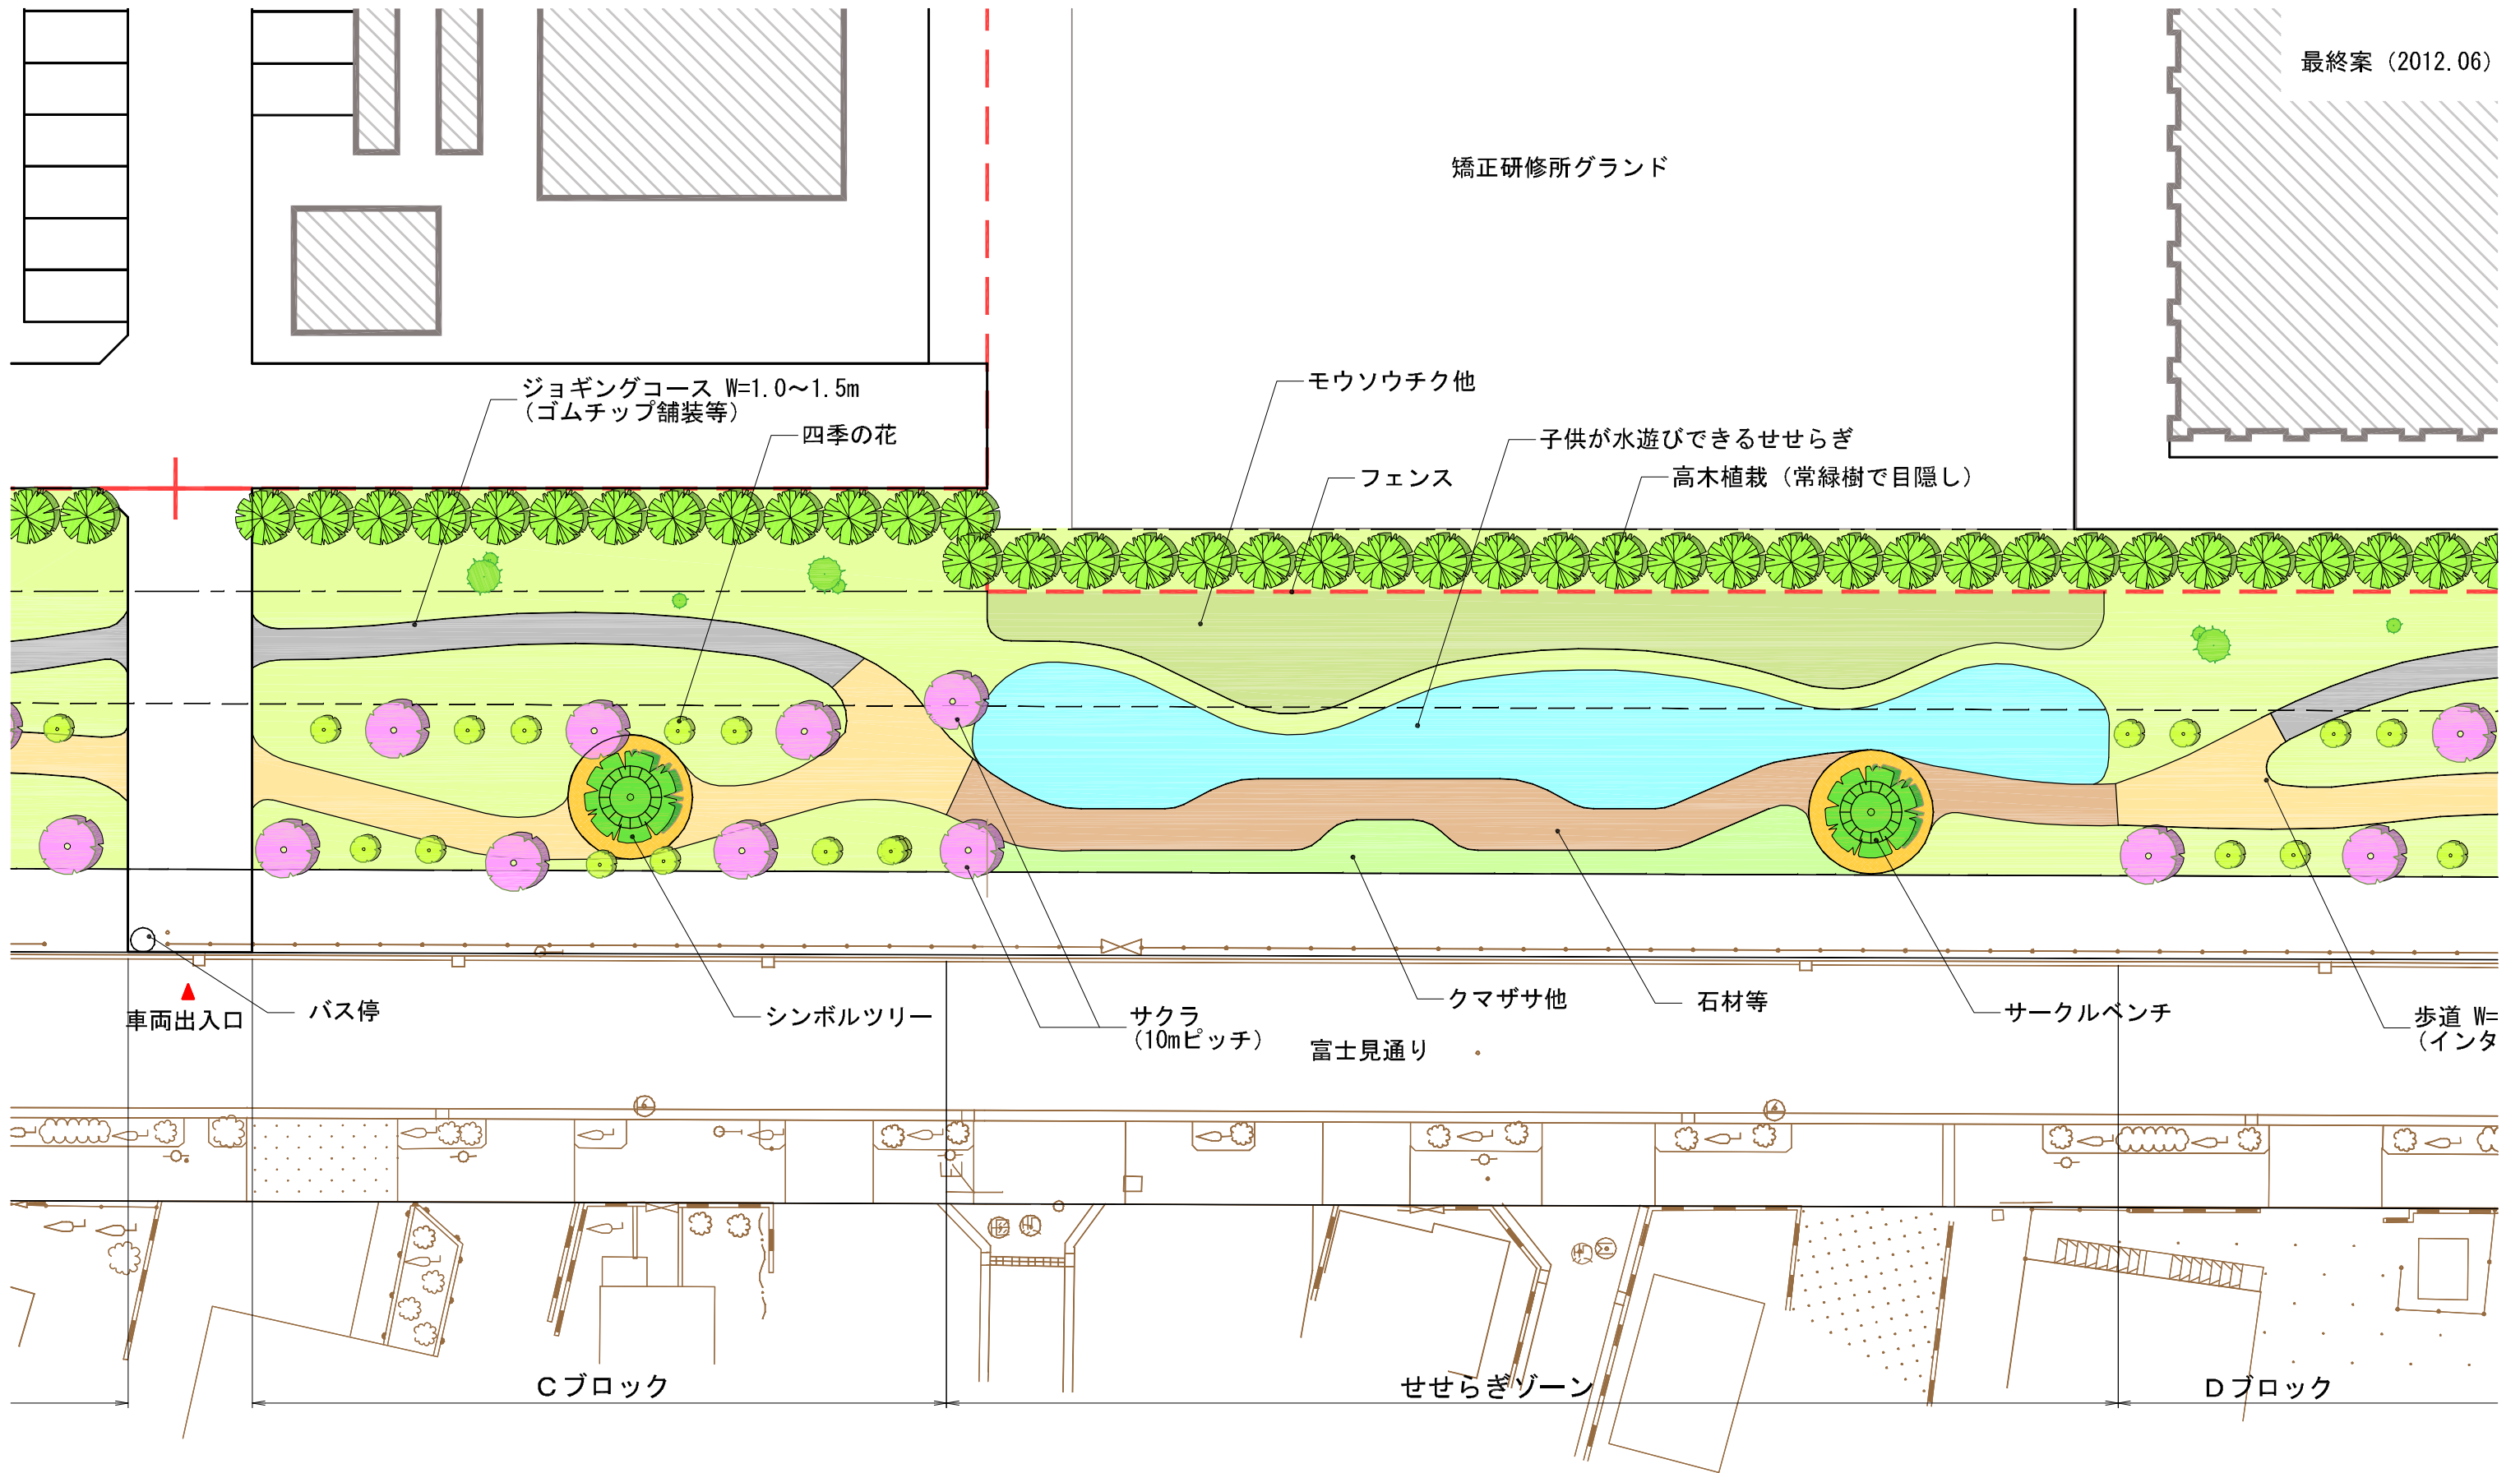 最終案（2012.06）
矯正研修所グランド
ジョギングコース W=1.0～1.5m
（ゴムチップ舗装等）
モウソウチク他
四季の花
子供が水遊びできるせせらぎ
フェンス
高木植栽（常緑樹で目隠し）
車両出入口
バス停
シンボルツリー
サクラ
（10mピッチ）
クマザサ他
石材等
サークルベンチ
歩道 W=
（インタ
富士見通り
Cブロック
せせらぎゾーン
Dブロック